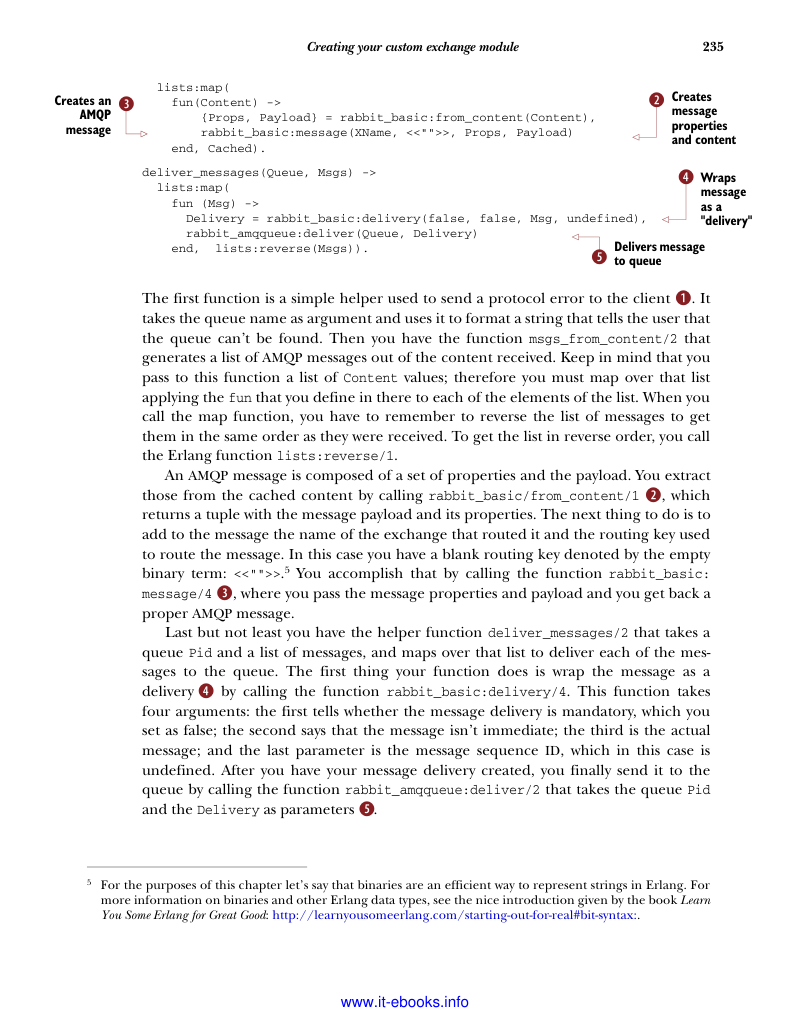 Creating your custom exchange module 235
lists:map(
fun(Content) ->
{Props, Payload} = rabbit_basic:from_content(Content),
rabbit_basic:message(XName, <<"">>, Props, Payload)
end, Cached).
Creates an
AMQP
message
3
2
Creates
message
properties
and content
deliver_messages(Queue, Msgs) ->
lists:map(
fun (Msg) ->
Delivery = rabbit_basic:delivery(false, false, Msg, undefined),
rabbit_amqqueue:deliver(Queue, Delivery)
end, lists:reverse(Msgs)).
4
Wraps
message
as a
"delivery"
5
Delivers message
to queue
The first function is a simple helper used to send a protocol error to the client 1. It
takes the queue name as argument and uses it to format a string that tells the user that
the queue can't be found. Then you have the function msgs_from_content/2 that
generates a list of AMQP messages out of the content received. Keep in mind that you
pass to this function a list of Content values; therefore you must map over that list
applying the fun that you define in there to each of the elements of the list. When you
call the map function, you have to remember to reverse the list of messages to get
them in the same order as they were received. To get the list in reverse order, you call
the Erlang function lists:reverse/1.
An AMQP message is composed of a set of properties and the payload. You extract
those from the cached content by calling rabbit_basic/from_content/1 2, which
returns a tuple with the message payload and its properties. The next thing to do is to
add to the message the name of the exchange that routed it and the routing key used
to route the message. In this case you have a blank routing key denoted by the empty
binary term: <<"">>.5 You accomplish that by calling the function rabbit_basic:
message/4 3, where you pass the message properties and payload and you get back a
proper AMQP message.
Last but not least you have the helper function deliver_messages/2 that takes a
queue Pid and a list of messages, and maps over that list to deliver each of the mes-
sages to the queue. The first thing your function does is wrap the message as a
delivery 4 by calling the function rabbit_basic:delivery/4. This function takes
four arguments: the first tells whether the message delivery is mandatory, which you
set as false; the second says that the message isn't immediate; the third is the actual
message; and the last parameter is the message sequence ID, which in this case is
undefined. After you have your message delivery created, you finally send it to the
queue by calling the function rabbit_amqqueue:deliver/2 that takes the queue Pid
and the Delivery as parameters 5.
5 For the purposes of this chapter let's say that binaries are an efficient way to represent strings in Erlang. For
more information on binaries and other Erlang data types, see the nice introduction given by the book Learn
You Some Erlang for Great Good: http://learnyousomeerlang.com/starting-out-for-real#bit-syntax:.
www.it-ebooks.info